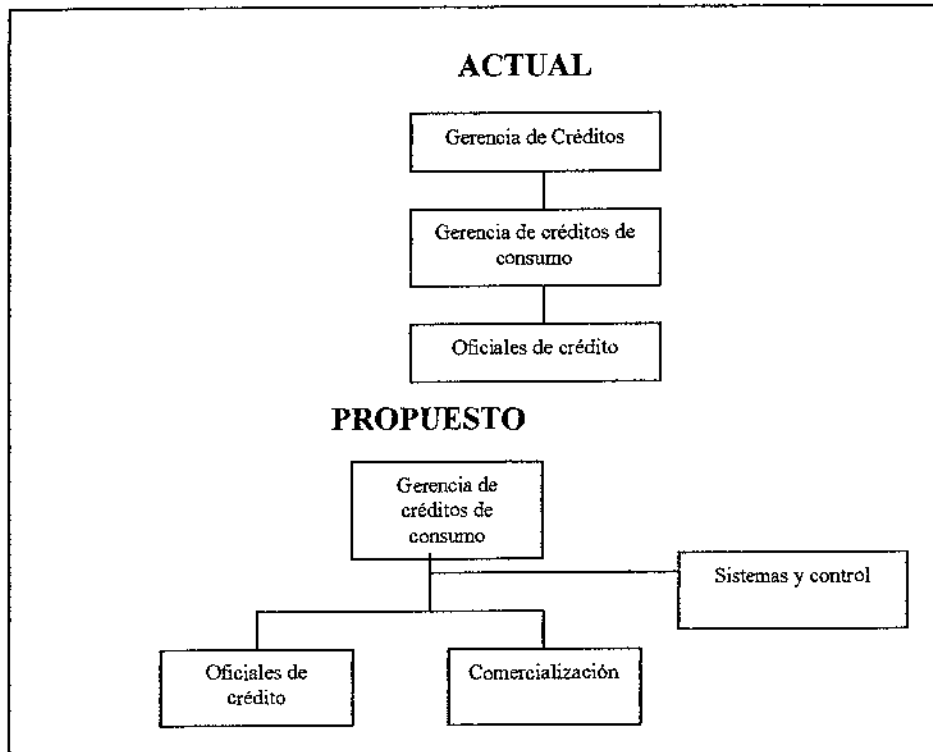 ACTUAL
Gerencia de Créditos
Gerencia de créditos de
consumo
Oficiales de crédito
PROPUESTO
Gerencia de
créditos de
consumo
Sistemas y control
Oficiales de
crédito
Comercialización